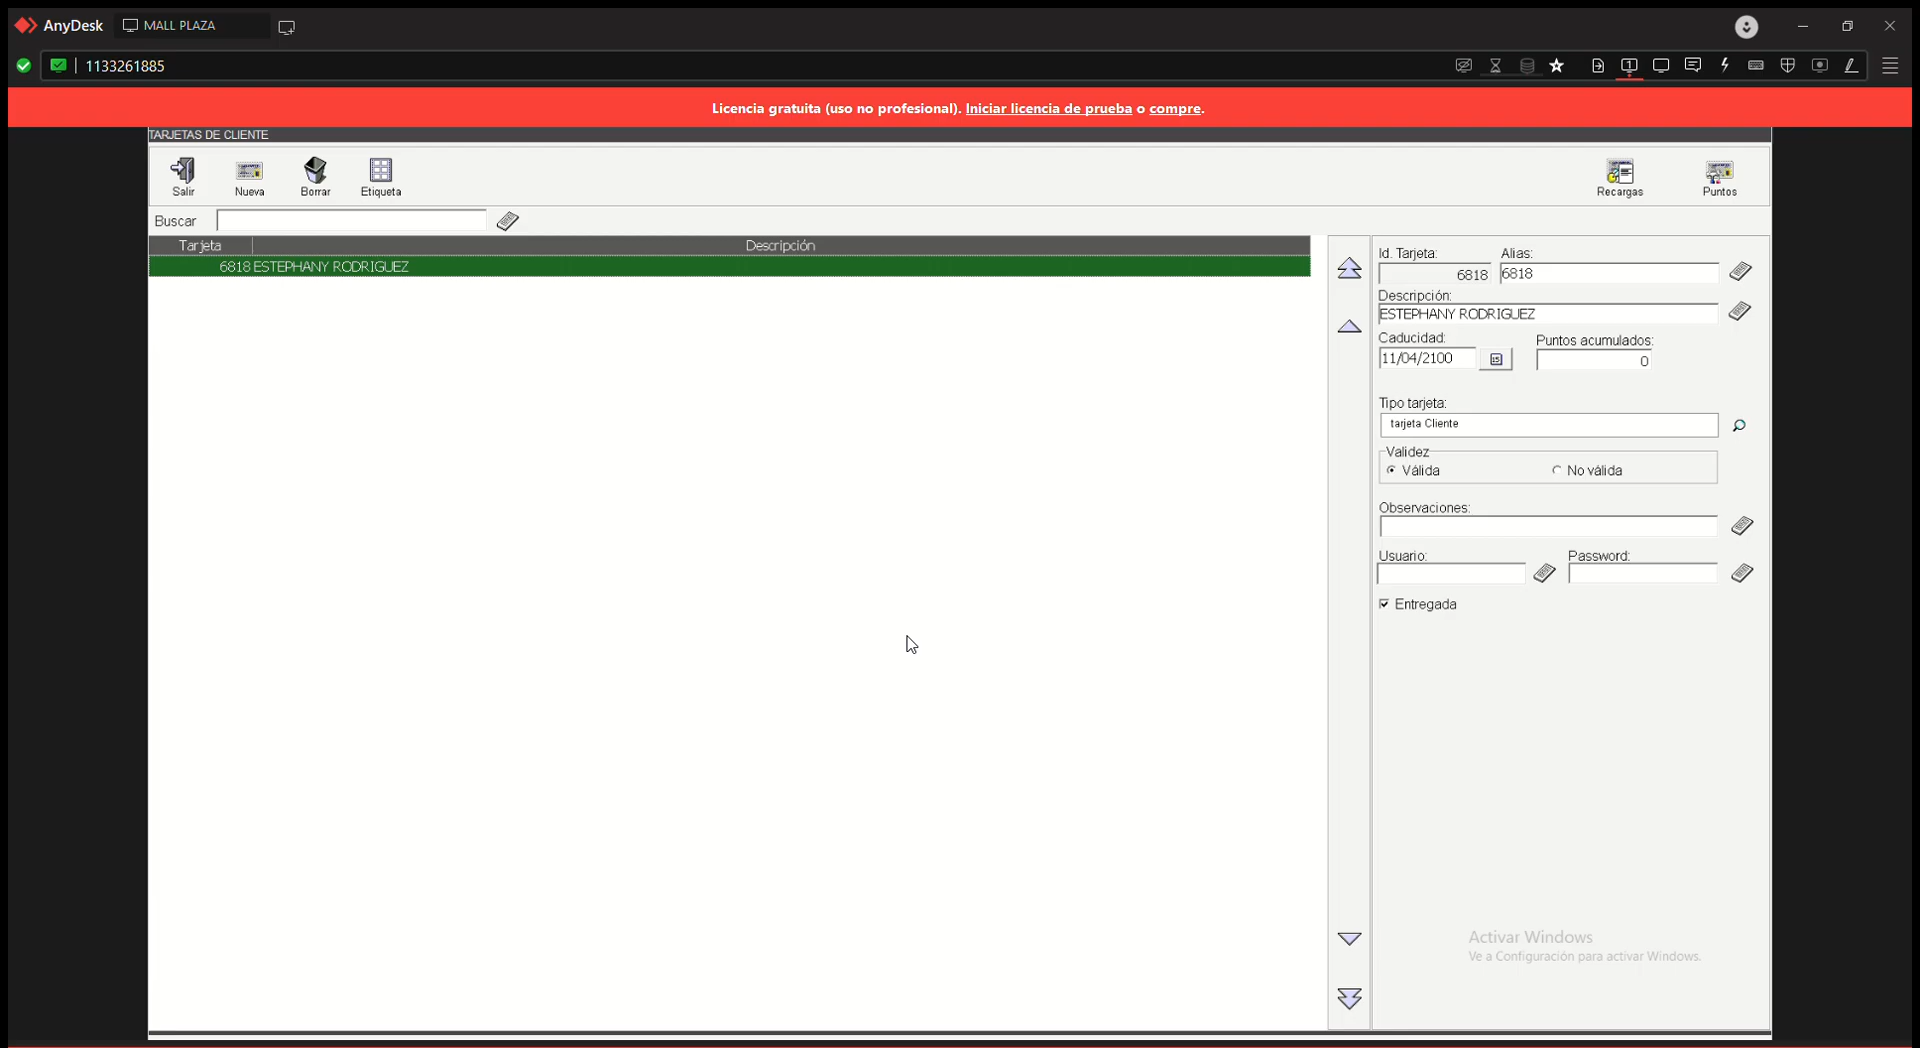 AnyDesk
MALL PLAZA
1133261885
1
Licencia gratuita (uso no profesional). Iniciar licencia de prueba o compre.
TARJETAS DE CLIENTE
Salir
Nueva
Borrar
Etiqueta
Recargas
Puntos
Buscar
Tarjeta
Descripción
6818 ESTEPHANY RODRIGUEZ
Id. Tarjeta:
Alias:
6818
6818
Descripción:
ESTEPHANY RODRIGUEZ
Caducidad:
Puntos acumulados:
11/04/2100
15
0
Tipo tarjeta:
tarjeta Cliente
Validez
Válida
No válida
Observaciones:
Usuario:
Password:
Entregada
Activar Windows
Ve a Configuración para activar Windows.